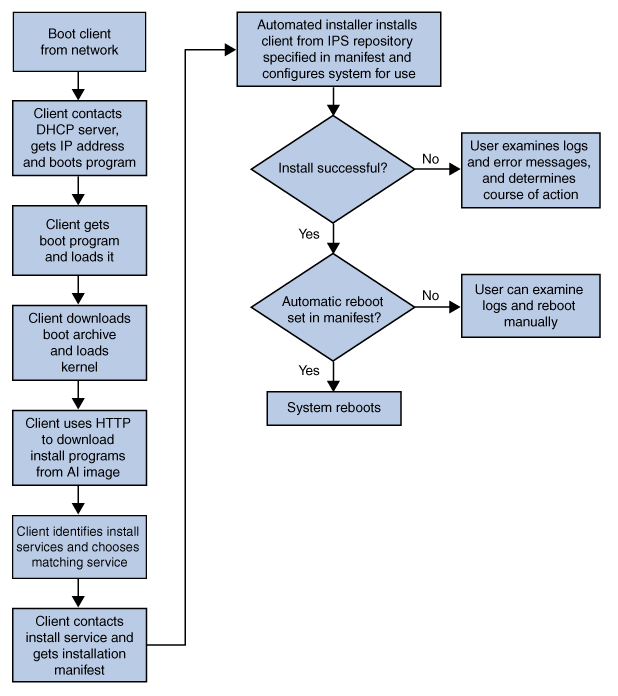 Boot client
from network
Client contacts
DHCP server,
gets IP address
and boots program
Client gets
boot program
and loads it
Client downloads
boot archive
and loads
kernel
Client uses HTTP
to download
install programs
from AI image
Client identifies install
services and chooses
matching service
Client contacts
install service and
gets installation
manifest
Automated installer installs
client from IPS repository
specified in manifest and
configures system for use
Install successful?
No
User examines logs
and error messages,
and determines
course of action
Yes
Automatic reboot
set in manifest?
No
User can examine
logs and reboot
manually
Yes
System reboots